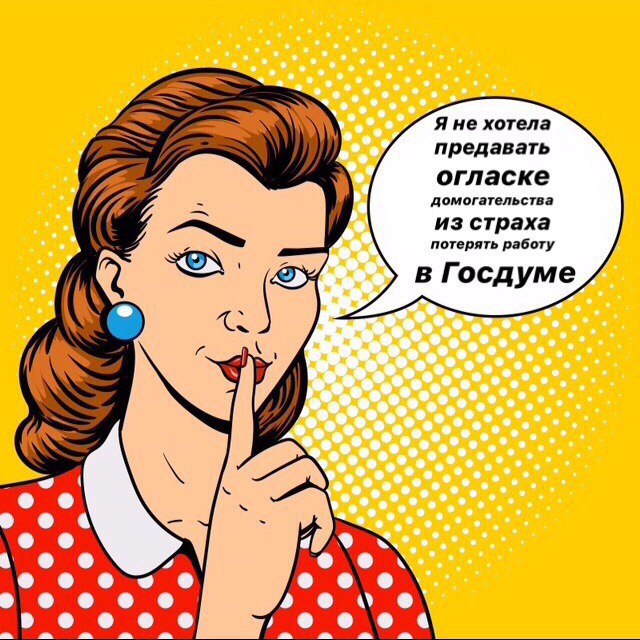 Я не хотела
предавать
огласке
домогательства
из страха
потерять работу
в Госдуме